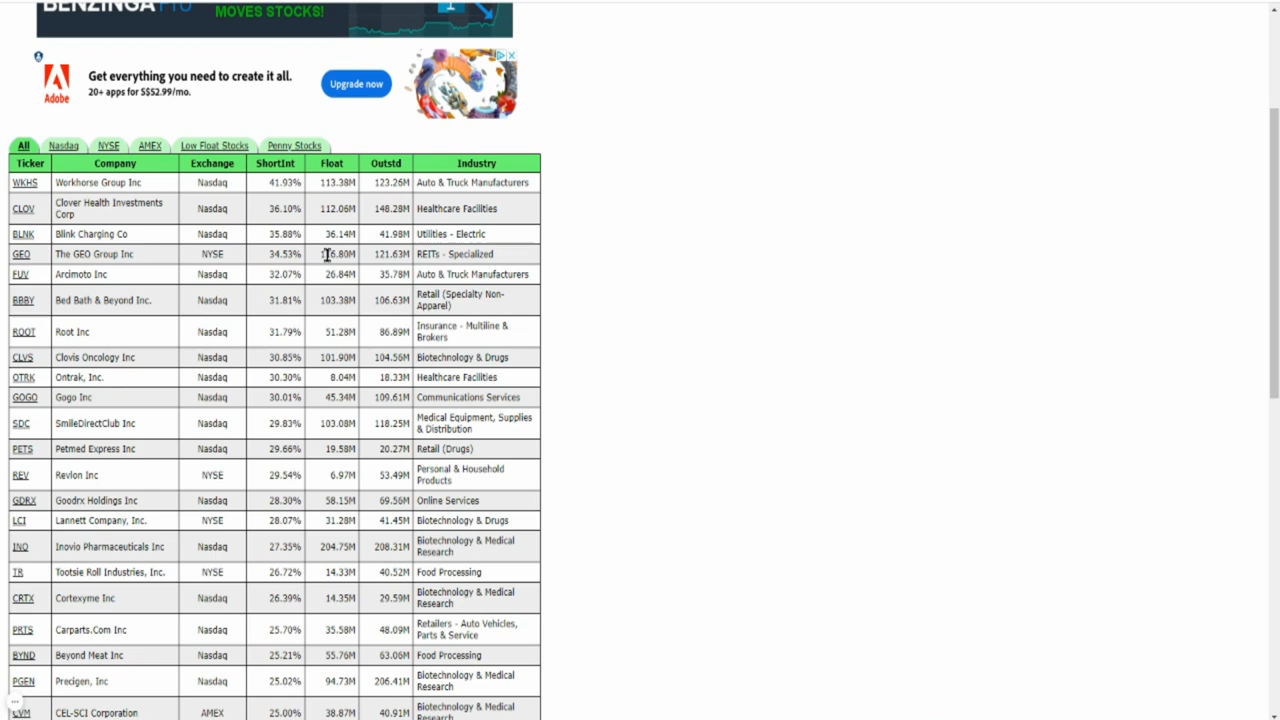 BENZINGA PRO
MOVES STOCKS!
1
Get everything you need to create it all.
20+ apps for S$52.99/mo.
Upgrade now
Adobe
All Nasdaq NYSE AMEX Low Float Stocks Penny Stocks
Ticker Company Exchange ShortInt Float Outstd Industry
WKHS Workhorse Group Inc Nasdaq 41.93% 113.38M 123.26M Auto & Truck Manufacturers
CLOV Clover Health Investments Corp Nasdaq 36.10% 112.06M 148.28M Healthcare Facilities
BLNK Blink Charging Co Nasdaq 35.88% 36.14M 41.98M Utilities - Electric
GEO The GEO Group Inc NYSE 34.53% 121.63M REITs - Specialized
FUV Arcimoto Inc Nasdaq 32.07% 26.84M 35.78M Auto & Truck Manufacturers
BBBY Bed Bath & Beyond Inc. Nasdaq 31.81% 103.38M 106.63M Retail (Specialty Non-Apparel)
ROOT Root Inc Nasdaq 31.79% 51.28M 86.89M Insurance - Multiline & Brokers
CLVS Clovis Oncology Inc Nasdaq 30.85% 101.90M 104.56M Biotechnology & Drugs
OTRK Ontrak, Inc. Nasdaq 30.30% 8.04M 18.33M Healthcare Facilities
GOGO Gogo Inc Nasdaq 30.01% 45.34M 109.61M Communications Services
SDC SmileDirectClub Inc Nasdaq 29.83% 103.08M 118.25M Medical Equipment, Supplies & Distribution
PETS Petmed Express Inc Nasdaq 29.66% 19.58M 20.27M Retail (Drugs)
REV Revlon Inc NYSE 29.54% 6.97M 53.49M Personal & Household Products
GDRX Goodrx Holdings Inc Nasdaq 28.30% 58.15M 69.56M Online Services
LCI Lannett Company, Inc. NYSE 28.07% 31.28M 41.45M Biotechnology & Drugs
INO Inovio Pharmaceuticals Inc Nasdaq 27.35% 204.75M 208.31M Biotechnology & Medical Research
TR Tootsie Roll Industries, Inc. NYSE 26.72% 14.33M 40.52M Food Processing
CRTX Cortexyme Inc Nasdaq 26.39% 14.35M 29.59M Biotechnology & Medical Research
PRTS Carparts.Com Inc Nasdaq 25.70% 35.58M 48.09M Retailers - Auto Vehicles, Parts & Service
BYND Beyond Meat Inc Nasdaq 25.21% 55.76M 63.06M Food Processing
PGEN Precigen, Inc Nasdaq 25.02% 94.73M 206.41M Biotechnology & Medical Research
CVM CEL-SCI Corporation AMEX 25.00% 38.87M 40.91M Biotechnology & Medical Research